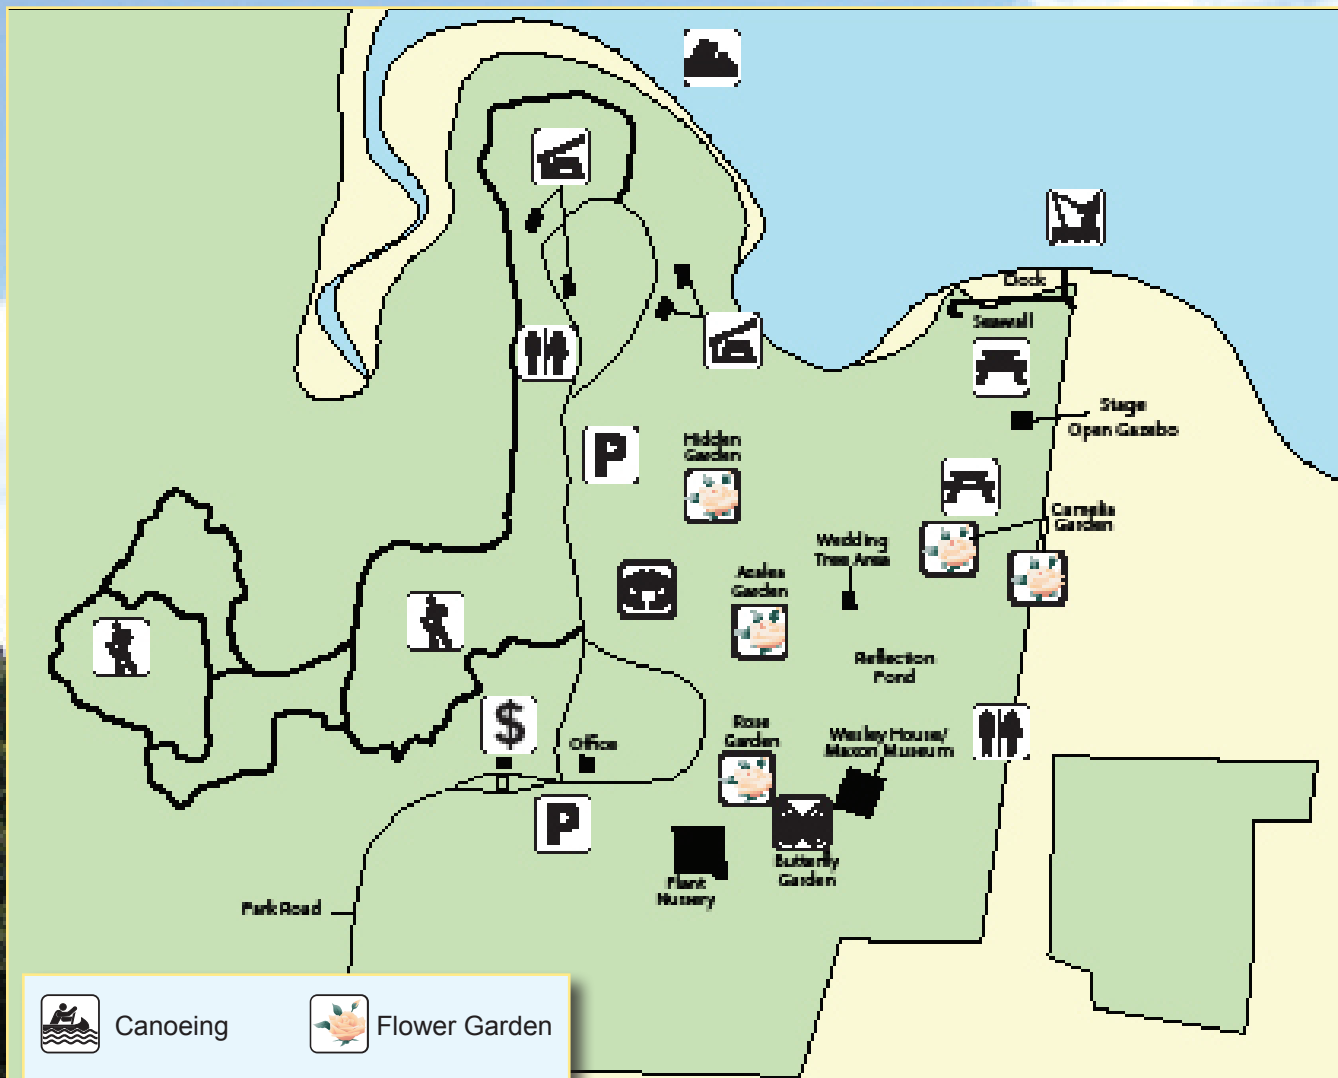 Dock
Seawall
Stage
Open Gazebo
Hidden
Garden
P
Camelia
Garden
Wedding
Tree Area
Azalea
Garden
Reflection
Pond
$
Office
Rose
Garden
Wesley House/
Maxon Museum
P
Butterfly
Garden
Plant
Nursery
Park Road
Canoeing
Flower Garden